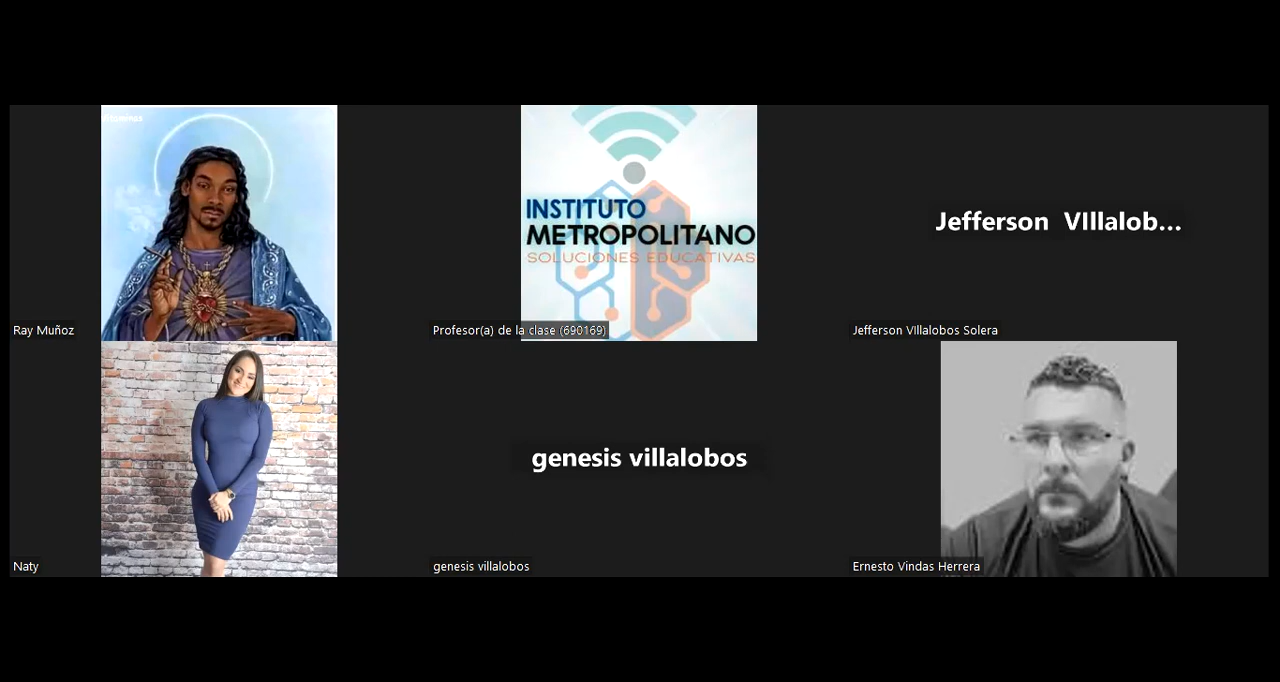 INSTITUTO
METROPOLITANO
SOLUCIONES EDUCATIVAS
Jefferson  VIllalob...
Ray Muñoz
Profesor(a) de la clase (690169)
Jefferson VIllalobos Solera
genesis villalobos
Naty
genesis villalobos
Ernesto Vindas Herrera